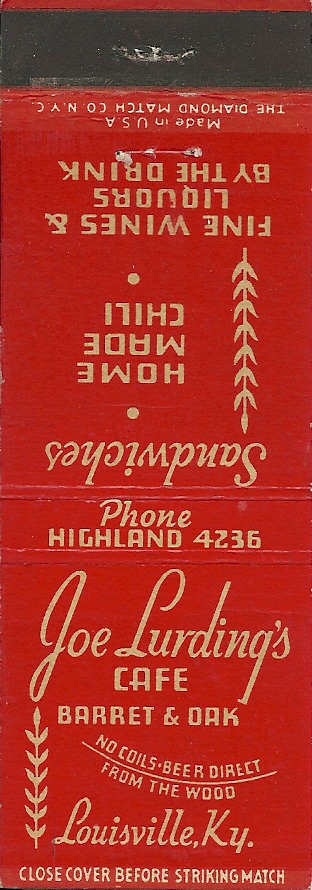 Made in U.S.A
THE DIAMOND MATCH CO. N.Y.C.
Sandwiches
HOME
MADE
CHILI
FINE WINES &
LIQUORS
BY THE DRINK
Phone
HIGHLAND 4236
Joe Lurding's
CAFE
BARRET & OAK
NO COILS · BEER DIRECT
FROM THE WOOD
Louisville, Ky.
CLOSE COVER BEFORE STRIKING MATCH